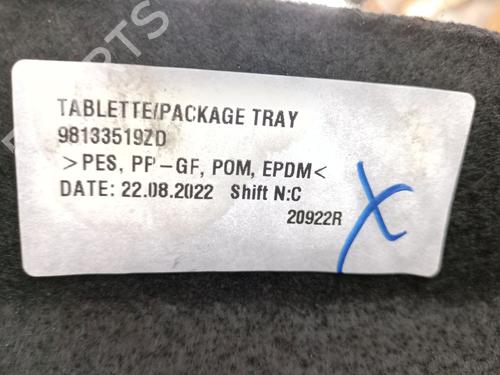 TABLETTE/PACKAGE TRAY
98133519ZD
>PES, PP-GF, POM, EPDM<
DATE: 22.08.2022 Shift N:C
20922R
X